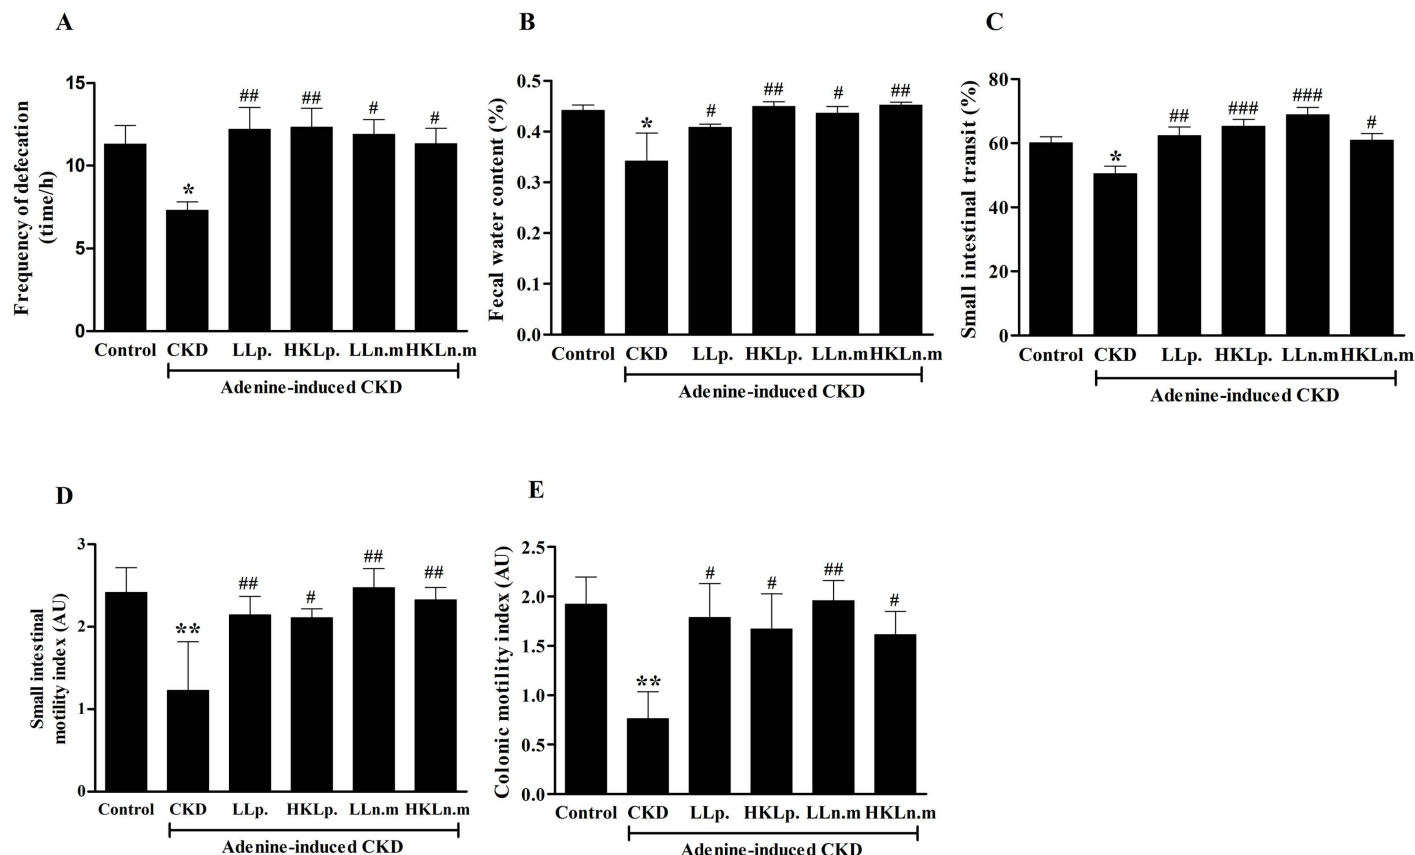 A
Frequency of defecation
(time/h)
15
10
5
0
*
##
##
#
#
Control CKD LLp. HKLp. LLn.m HKLn.m
Adenine-induced CKD
B
Fecal water content (%)
0.5
0.4
0.3
0.2
0.1
0.0
*
#
##
#
##
Control CKD LLp. HKLp. LLn.m HKLn.m
Adenine-induced CKD
C
Small intestinal transit (%)
80
60
40
20
0
*
##
###
###
#
Control CKD LLp. HKLp. LLn.m HKLn.m
Adenine-induced CKD
D
Small intestinal
motility index (AU)
3
2
1
0
**
##
#
##
##
Control CKD LLp. HKLp. LLn.m HKLn.m
Adenine-induced CKD
E
Colonic motility index (AU)
2.5
2.0
1.5
1.0
0.5
0.0
**
#
#
##
#
Control CKD LLp. HKLp. LLn.m HKLn.m
Adenine-induced CKD